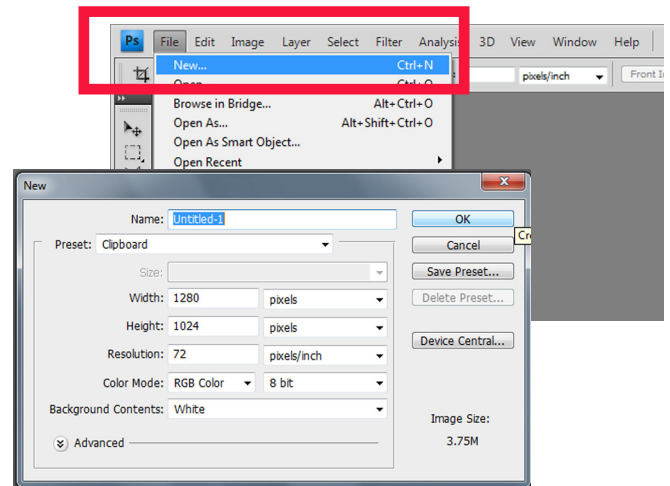 Ps File Edit Image Layer Select Filter Analysis 3D View Window Help
New... Ctrl+N
Open... Ctrl+O
pixels/inch Front I
Browse in Bridge... Alt+Ctrl+O
Open As... Alt+Shift+Ctrl+O
Open As Smart Object...
Open Recent
New
Name: Untitled-1 OK
Cr
Preset: Clipboard Cancel
Size: Save Preset...
Width: 1280 pixels Delete Preset...
Height: 1024 pixels
Device Central...
Resolution: 72 pixels/inch
Color Mode: RGB Color 8 bit
Background Contents: White
Image Size:
Advanced 3.75M